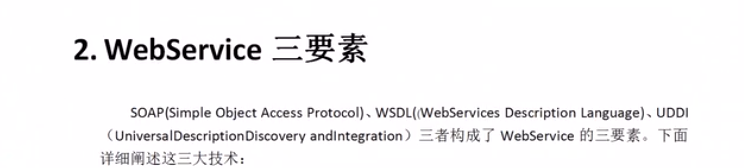 2. WebService 三要素
SOAP(Simple Object Access Protocol)、WSDL((WebServices Description Language)、UDDI
（UniversalDescriptionDiscovery andIntegration）三者构成了 WebService 的三要素。下面
详细阐述这三大技术：